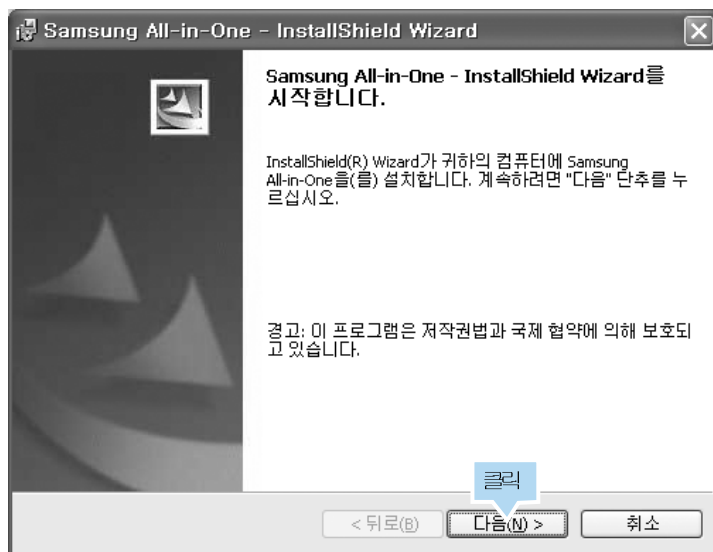 Samsung All-in-One - InstallShield Wizard
Samsung All-in-One - InstallShield Wizard를
시작합니다.
InstallShield(R) Wizard가 귀하의 컴퓨터에 Samsung
All-in-One을(를) 설치합니다. 계속하려면 "다음" 단추를 누
르십시오.
경고: 이 프로그램은 저작권법과 국제 협약에 의해 보호되
고 있습니다.
클릭
< 뒤로(B) 다음(N) > 취소